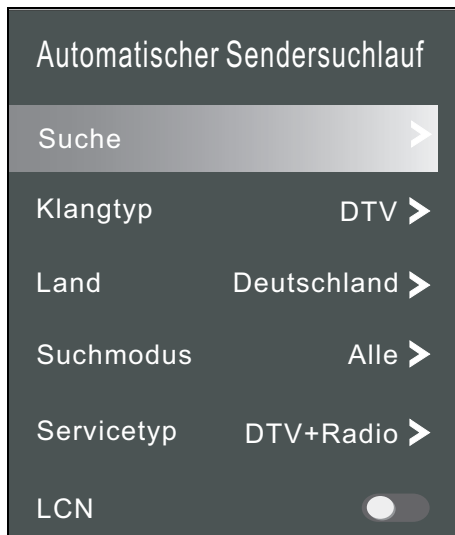 Automatischer Sendersuchlauf
Suche
Klangtyp DTV
Land Deutschland
Suchmodus Alle
Servicetyp DTV+Radio
LCN